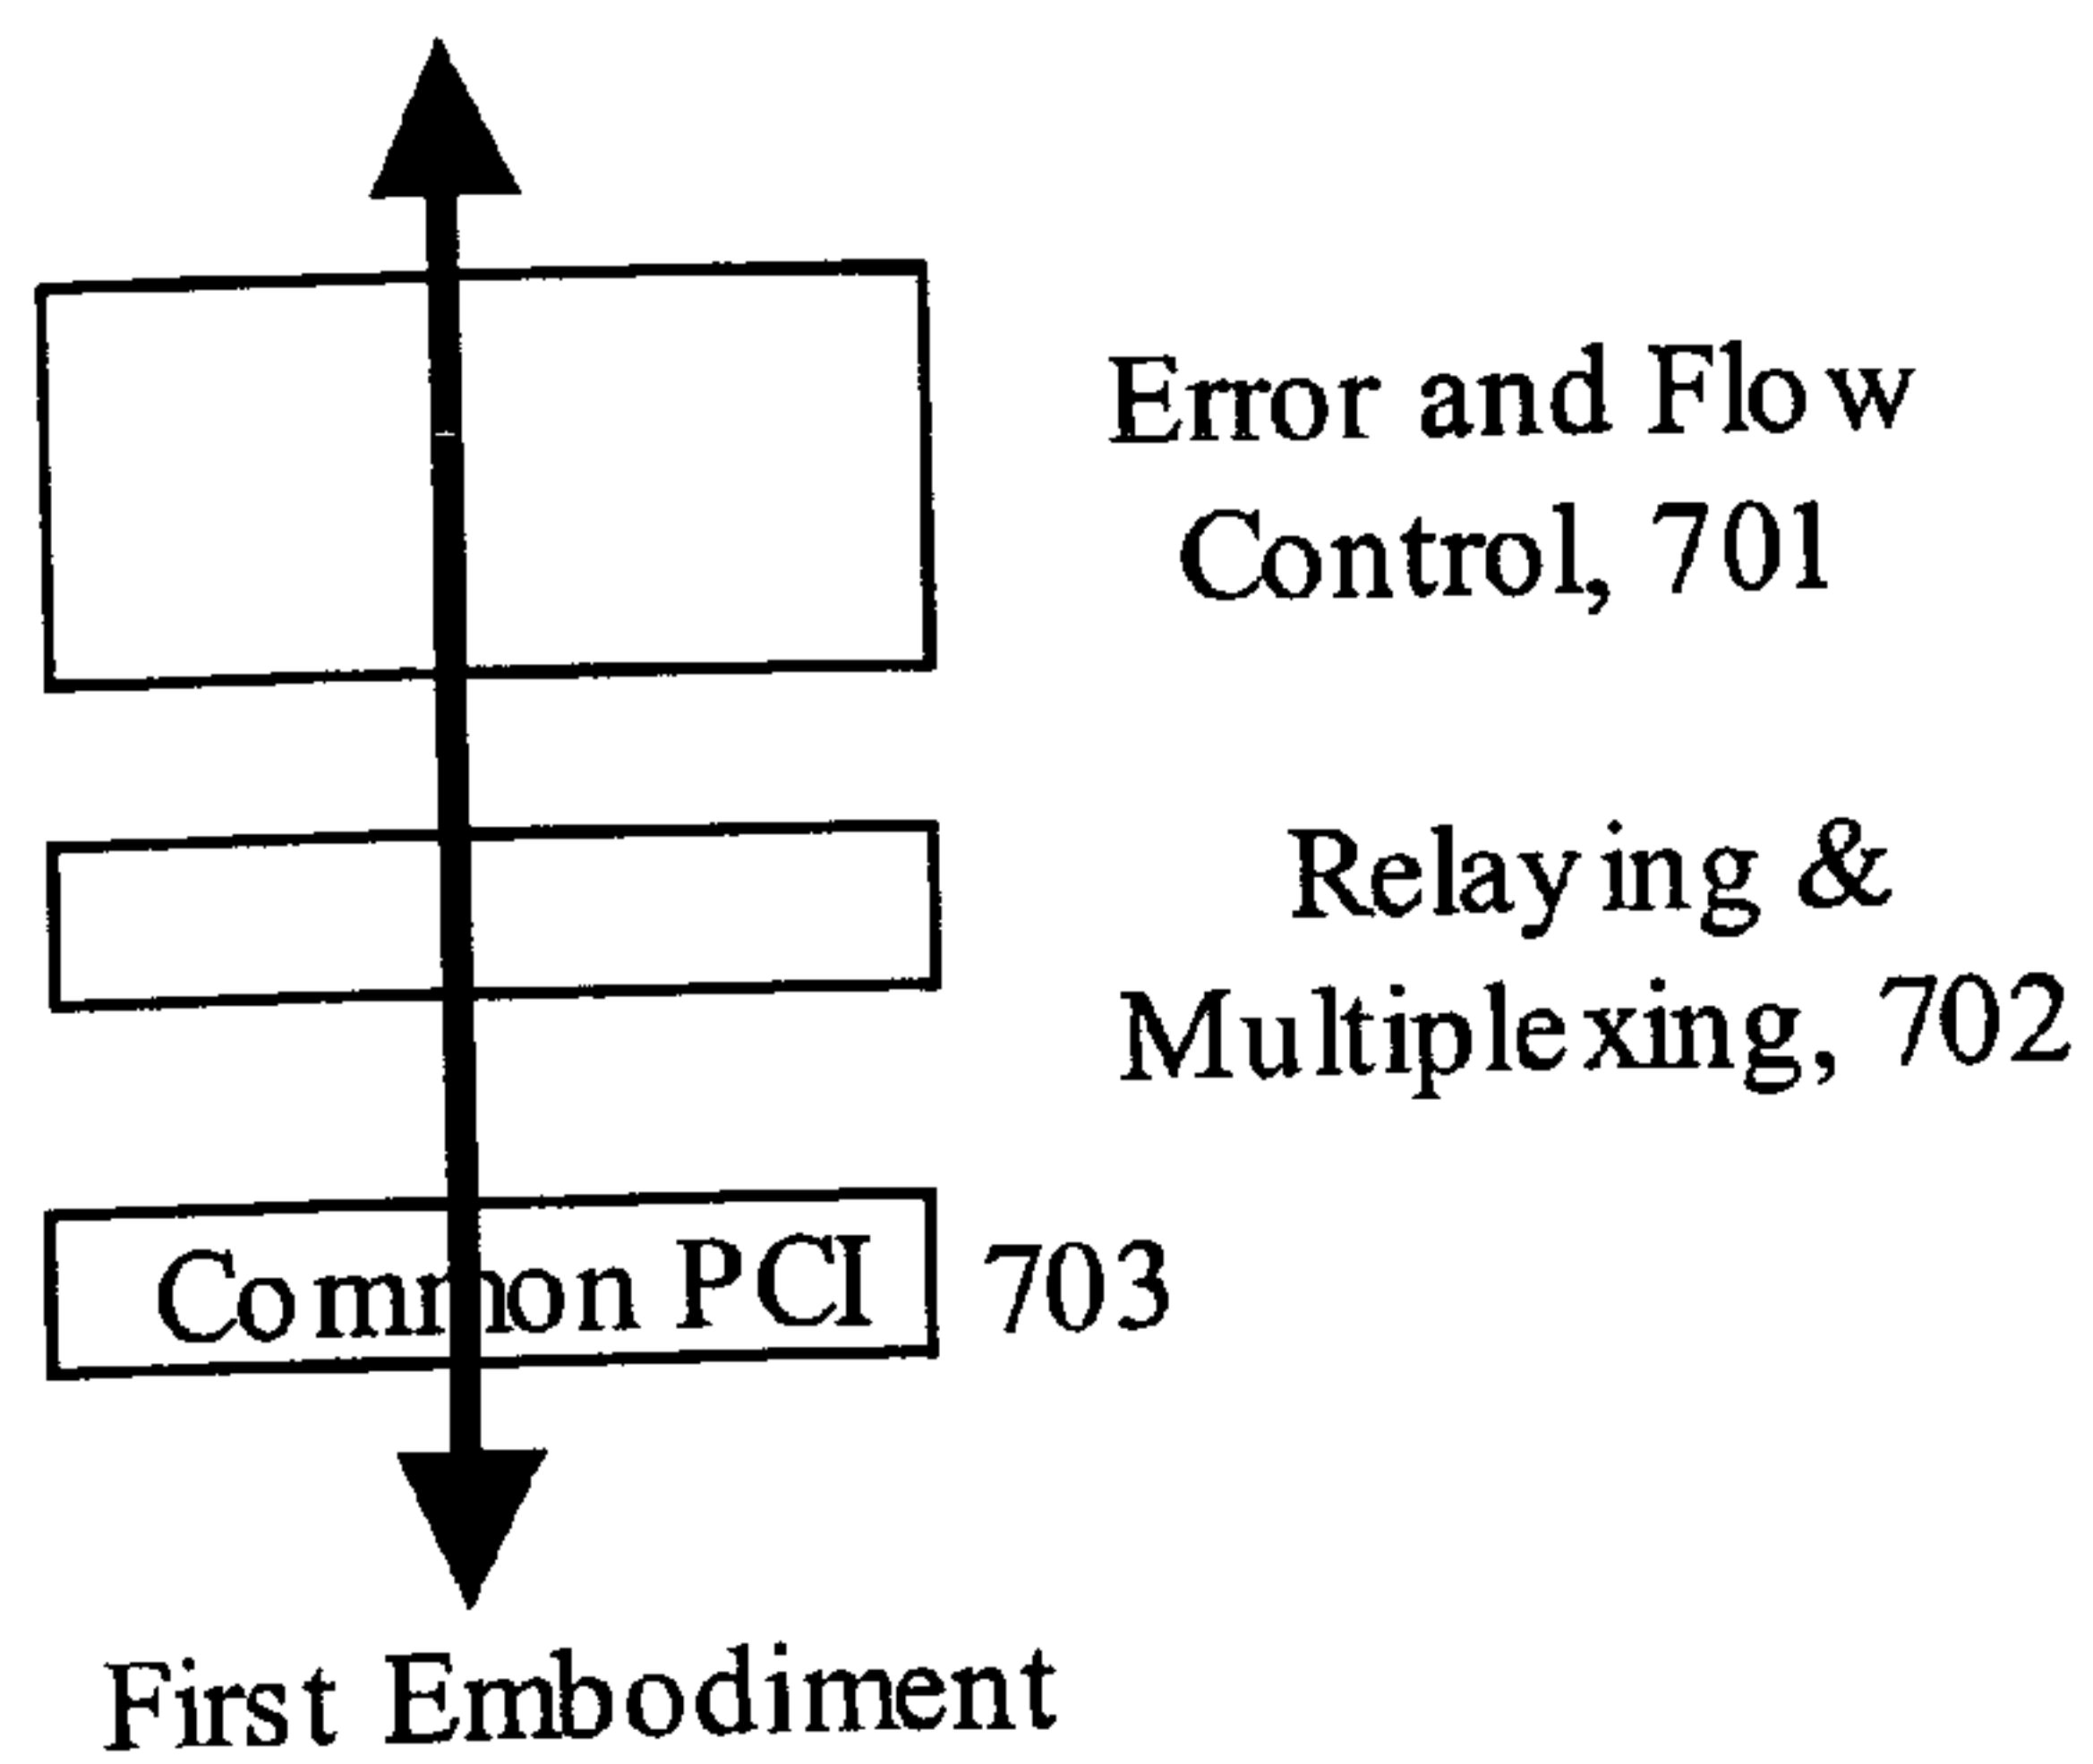 Error and Flow
Control, 701
Relaying &
Multiplexing, 702
Common PCI 703
First Embodiment